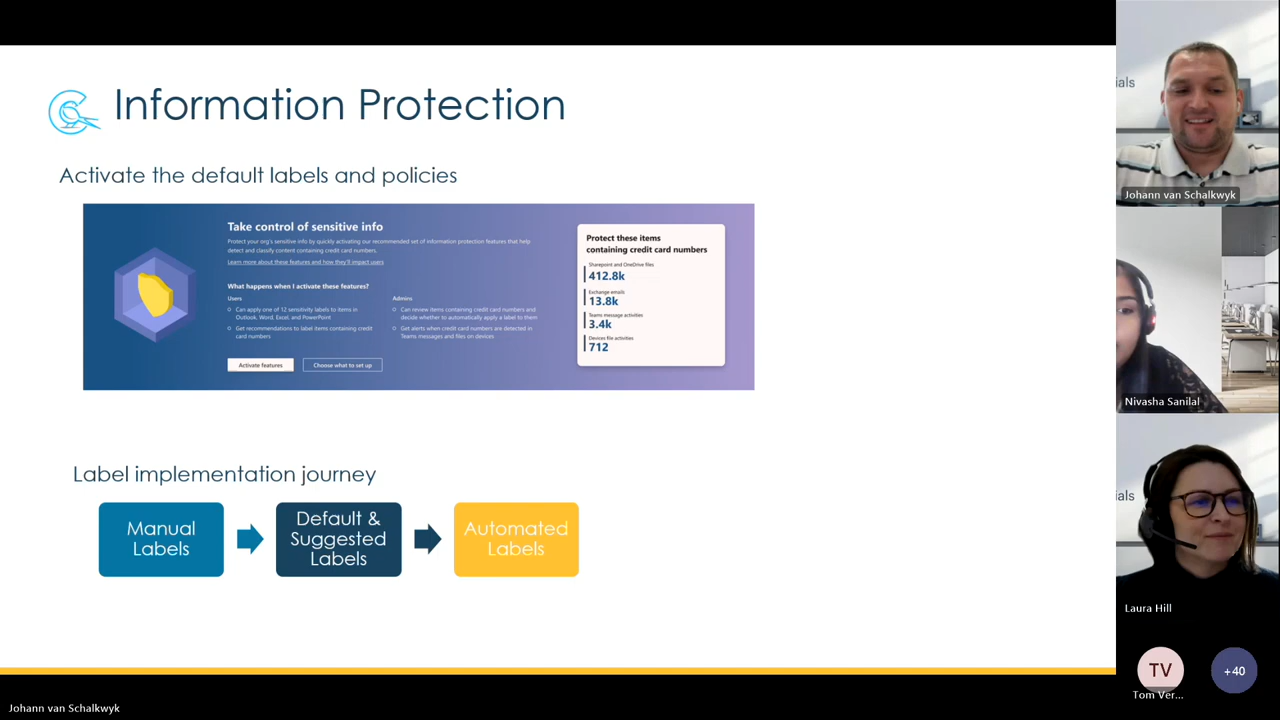 Information Protection
Activate the default labels and policies
Take control of sensitive info
Protect your org's sensitive info by quickly activating our recommended set of information protection features that help
detect and classify content containing credit card numbers.
Learn more about these features and how they'll impact users
What happens when I activate these features?
Users
Can apply one of 12 sensitivity labels to items in
Outlook, Word, Excel, and PowerPoint
Get recommendations to label items containing credit
card numbers
Admins
Can review items containing credit card numbers and
decide whether to automatically apply a label to them
Get alerts when credit card numbers are detected in
Teams messages and files on devices
Activate features
Choose what to set up
Protect these items
containing credit card numbers
Sharepoint and OneDrive files
412.8k
Exchange emails
13.8k
Teams message activities
3.4k
Devices file activities
712
Label implementation journey
Manual
Labels
Default &
Suggested
Labels
Automated
Labels
ials
Johann van Schalkwyk
Nivasha Sanilal
ials
Laura Hill
TV
Tom Ver...
+40
Johann van Schalkwyk